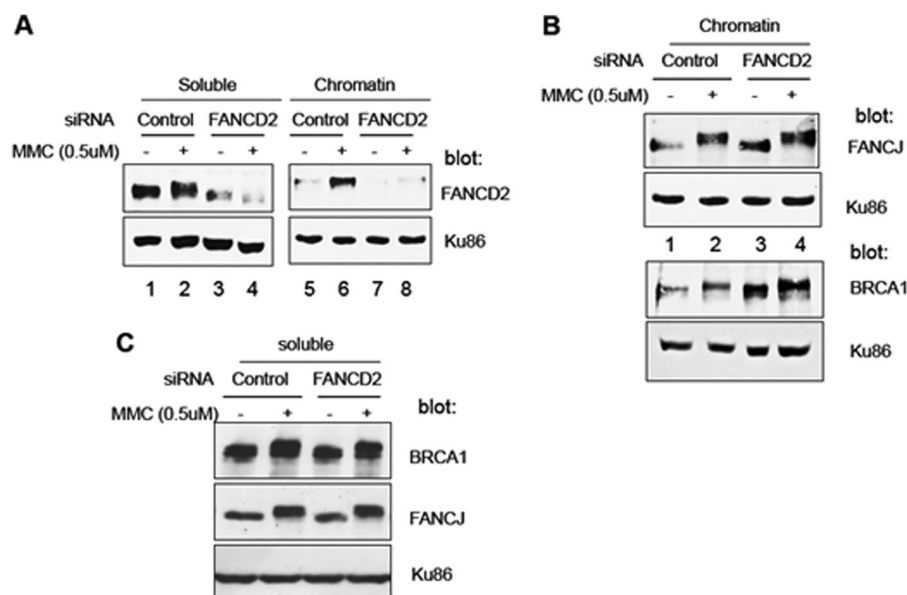 A
Soluble Chromatin
siRNA Control FANCD2 Control FANCD2
MMC (0.5uM) - + - + - + - + blot:
FANCD2
Ku86
1 2 3 4 5 6 7 8
B
Chromatin
siRNA Control FANCD2
MMC (0.5uM) - + - +
blot:
FANCJ
Ku86
1 2 3 4 blot:
BRCA1
Ku86
C
soluble
siRNA Control FANCD2
MMC (0.5uM) - + - + blot:
BRCA1
FANCJ
Ku86